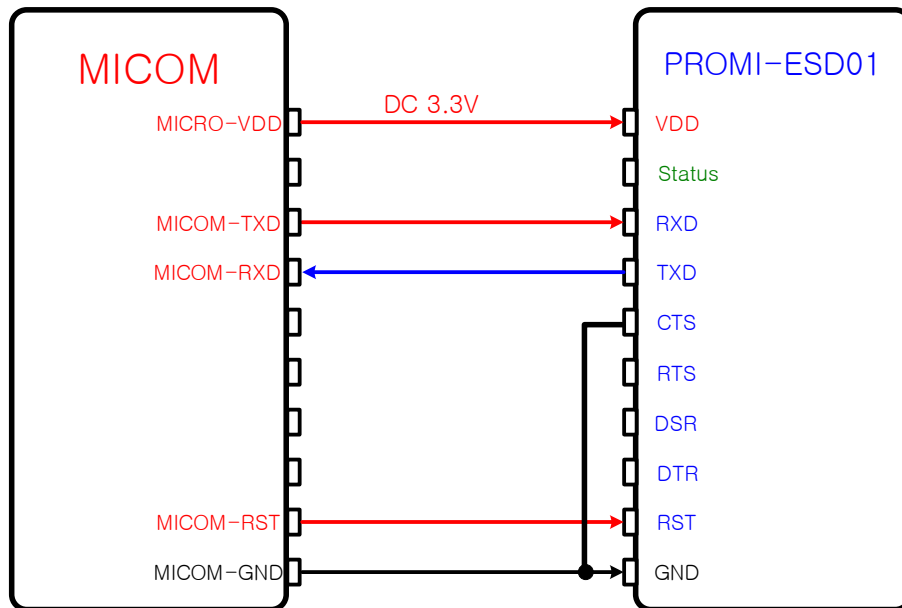 MICOM
PROMI-ESD01
DC 3.3V
MICRO-VDD
VDD
Status
MICOM-TXD
RXD
MICOM-RXD
TXD
CTS
RTS
DSR
DTR
MICOM-RST
RST
MICOM-GND
GND